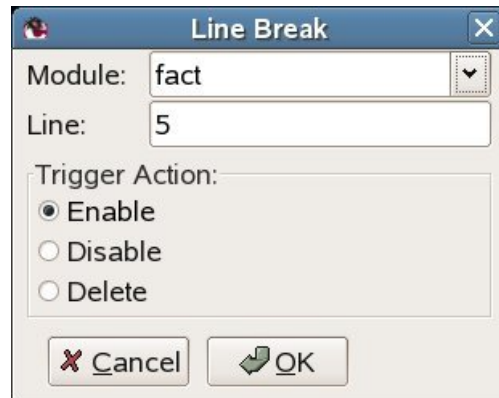 Line Break
Module: fact
Line: 5
Trigger Action:
Enable
Disable
Delete
Cancel OK